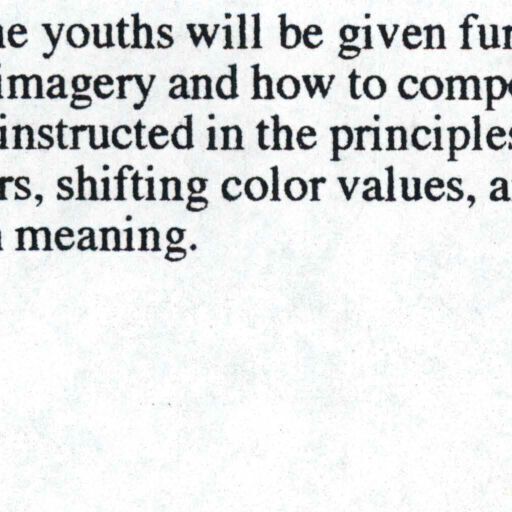 he youths will be given fur
imagery and how to compo
instructed in the principles
rs, shifting color values, a
meaning.